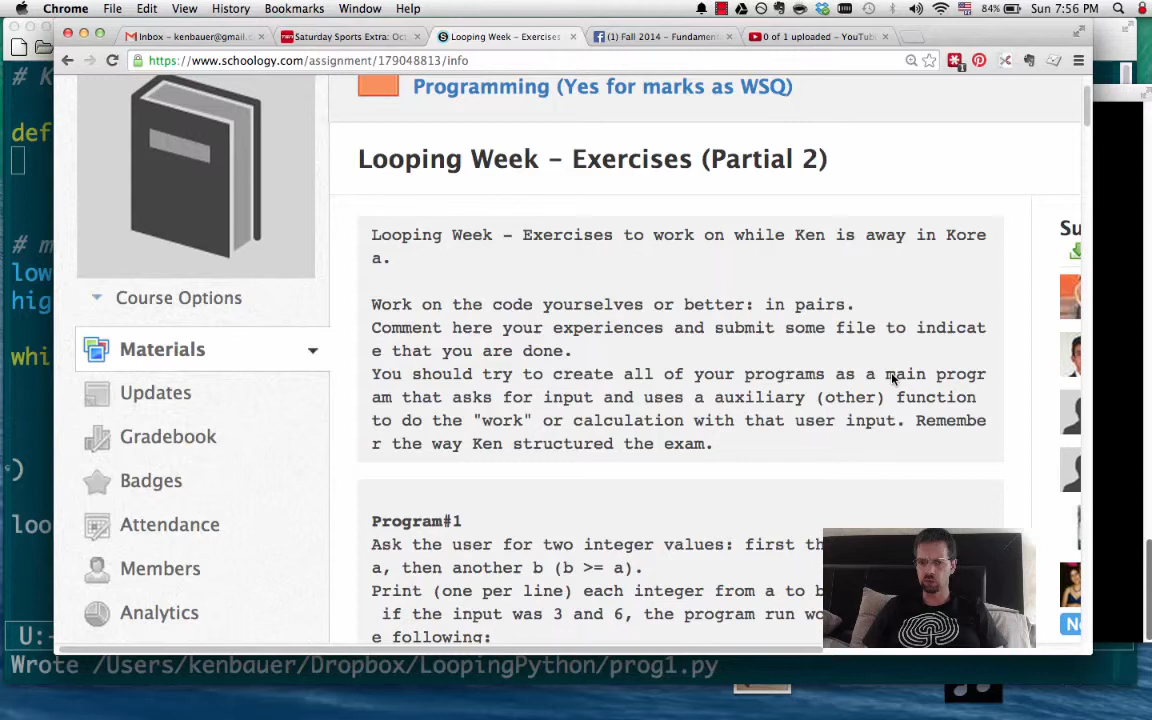 Chrome File Edit View History Bookmarks Window Help 84% Sun 7:56 PM
Inbox – kenbauer@gmail.c
Saturday Sports Extra: Oct
Looping Week – Exercises
(1) Fall 2014 – Fundament
0 of 1 uploaded – YouTube
https://www.schoology.com/assignment/179048813/info
Programming (Yes for marks as WSQ)
Looping Week – Exercises (Partial 2)
Looping Week – Exercises to work on while Ken is away in Kore
a.
Work on the code yourselves or better: in pairs.
Comment here your experiences and submit some file to indicat
e that you are done.
You should try to create all of your programs as a main progr
am that asks for input and uses a auxiliary (other) function
to do the "work" or calculation with that user input. Remembe
r the way Ken structured the exam.
Program#1
Ask the user for two integer values: first th
a, then another b (b >= a).
Print (one per line) each integer from a to b
if the input was 3 and 6, the program run wo
e following:
Course Options
Materials
Updates
Gradebook
Badges
Attendance
Members
Analytics
Su
# K
def
# m
low
hig
whi
)
loo
U:-
Wrote /Users/kenbauer/Dropbox/LoopingPython/prog1.py